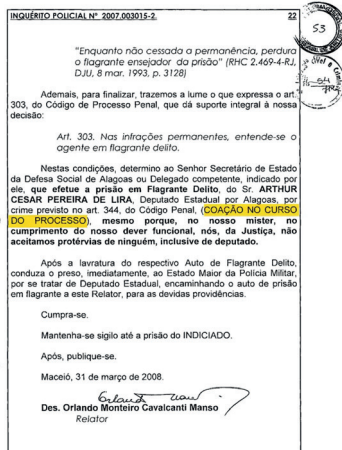 INQUÉRITO POLICIAL Nº 2007.003015-2. 22
53
54
"Enquanto não cessada a permanência, perdura
o flagrante ensejador da prisão" (RHC 2.469-4-RJ,
DJU, 8 mar. 1993, p. 3128)
Ademais, para finalizar, trazemos a lume o que expressa o art.
303, do Código de Processo Penal, que dá suporte integral à nossa
decisão:
Art. 303. Nas infrações permanentes, entende-se o
agente em flagrante delito.
Nestas condições, determino ao Senhor Secretário de Estado
da Defesa Social de Alagoas ou Delegado competente, indicado por
ele, que efetue a prisão em Flagrante Delito, do Sr. ARTHUR
CESAR PEREIRA DE LIRA, Deputado Estadual por Alagoas, por
crime previsto no art. 344, do Código Penal, (COAÇÃO NO CURSO
DO PROCESSO), mesmo porque, no nosso mister, no
cumprimento do nosso dever funcional, nós, da Justiça, não
aceitamos protérvias de ninguém, inclusive de deputado.
Após a lavratura do respectivo Auto de Flagrante Delito,
conduza o preso, imediatamente, ao Estado Maior da Polícia Militar,
por se tratar de Deputado Estadual, encaminhando o auto de prisão
em flagrante a este Relator, para as devidas providências.
Cumpra-se.
Mantenha-se sigilo até a prisão do INDICIADO.
Após, publique-se.
Maceió, 31 de março de 2008.
Des. Orlando Monteiro Cavalcanti Manso
Relator